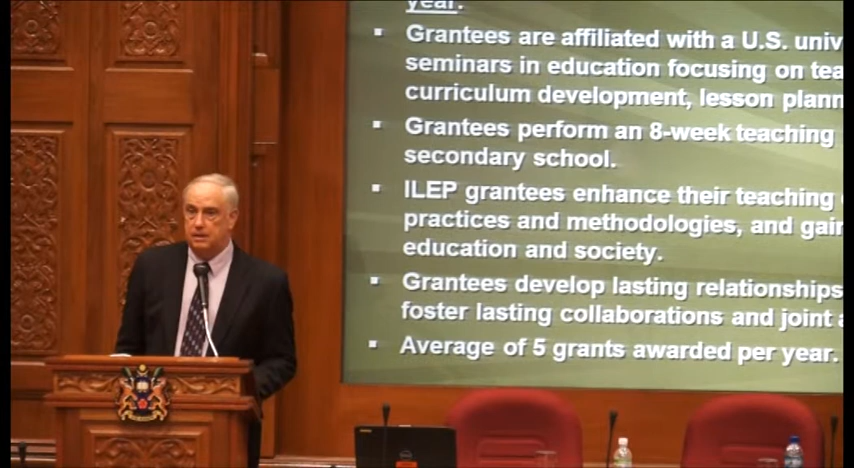 year.
• Grantees are affiliated with a U.S. univ
seminars in education focusing on tea
curriculum development, lesson plann
• Grantees perform an 8-week teaching
secondary school.
• ILEP grantees enhance their teaching
practices and methodologies, and gai
education and society.
• Grantees develop lasting relationships
foster lasting collaborations and joint a
• Average of 5 grants awarded per year.